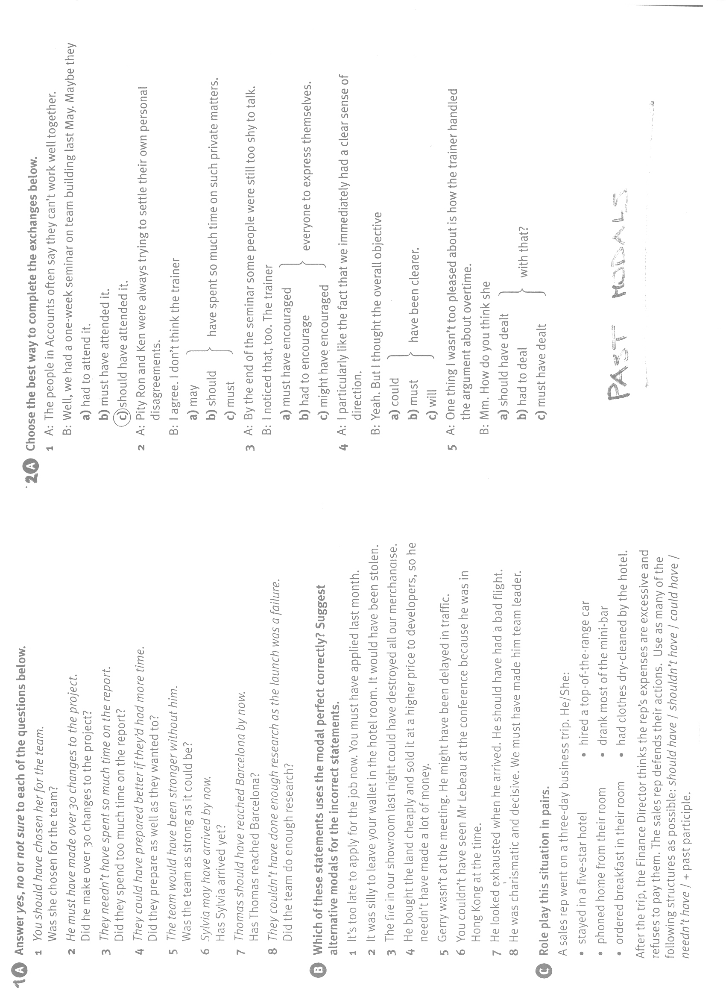 1A Answer yes, no or not sure to each of the questions below.
1 You should have chosen her for the team.
Was she chosen for the team?
2 He must have made over 30 changes to the project.
Did he make over 30 changes to the project?
3 They needn't have spent so much time on the report.
Did they spend too much time on the report?
4 They could have prepared better if they'd had more time.
Did they prepare as well as they wanted to?
5 The team would have been stronger without him.
Was the team as strong as it could be?
6 Sylvia may have arrived by now.
Has Sylvia arrived yet?
7 Thomas should have reached Barcelona by now.
Has Thomas reached Barcelona?
8 They couldn't have done enough research as the launch was a failure.
Did the team do enough research?
B Which of these statements uses the modal perfect correctly? Suggest
alternative modals for the incorrect statements.
1 It's too late to apply for the job now. You must have applied last month.
2 It was silly to leave your wallet in the hotel room. It would have been stolen.
3 The fire in our showroom last night could have destroyed all our merchandise.
4 He bought the land cheaply and sold it at a higher price to developers, so he
needn't have made a lot of money.
5 Gerry wasn't at the meeting. He might have been delayed in traffic.
6 You couldn't have seen Mr Lebeau at the conference because he was in
Hong Kong at the time.
7 He looked exhausted when he arrived. He should have had a bad flight.
8 He was charismatic and decisive. We must have made him team leader.
C Role play this situation in pairs.
A sales rep went on a three-day business trip. He/She:
• stayed in a five-star hotel • hired a top-of-the-range car
• phoned home from their room • drank most of the mini-bar
• ordered breakfast in their room • had clothes dry-cleaned by the hotel.
After the trip, the Finance Director thinks the rep's expenses are excessive and
refuses to pay them. The sales rep defends their actions. Use as many of the
following structures as possible: should have / shouldn't have / could have /
needn't have / + past participle.
2A Choose the best way to complete the exchanges below.
1 A: The people in Accounts often say they can't work well together.
B: Well, we had a one-week seminar on team building last May. Maybe they
a) had to attend it.
b) must have attended it.
c) should have attended it.
2 A: Pity Ron and Ken were always trying to settle their own personal
disagreements.
B: I agree. I don't think the trainer
a) may
b) should have spent so much time on such private matters.
c) must
3 A: By the end of the seminar some people were still too shy to talk.
B: I noticed that, too. The trainer
a) must have encouraged
b) had to encourage everyone to express themselves.
c) might have encouraged
4 A: I particularly like the fact that we immediately had a clear sense of
direction.
B: Yeah. But I thought the overall objective
a) could
b) must have been clearer.
c) will
5 A: One thing I wasn't too pleased about is how the trainer handled
the argument about overtime.
B: Mm. How do you think she
a) should have dealt
b) had to deal with that?
c) must have dealt
PAST MODALS